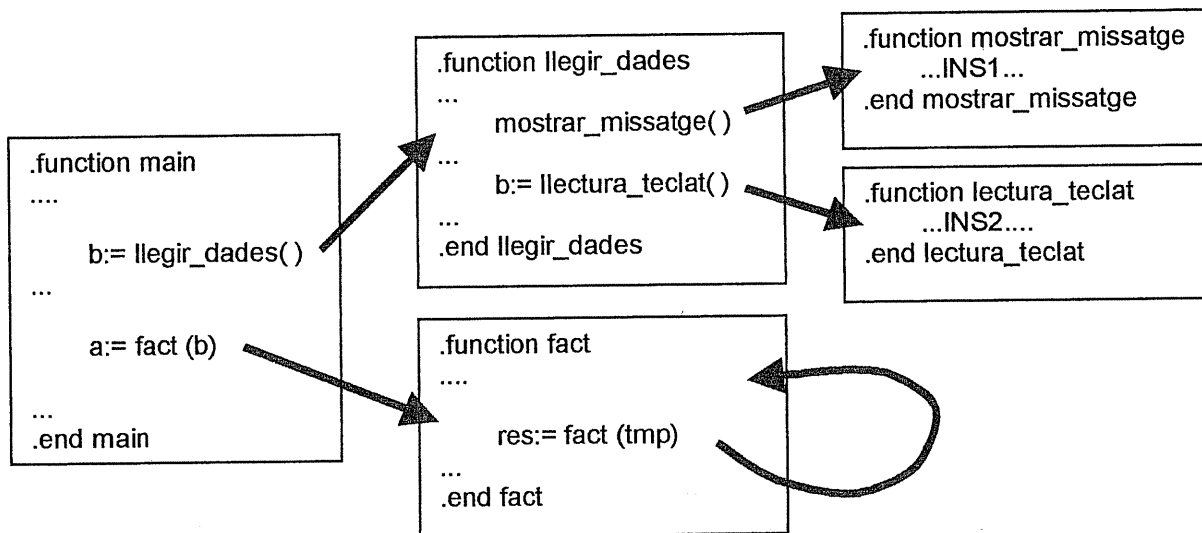 .function main
....
b:= llegir_dades( )
...
a:= fact (b)
...
.end main
.function llegir_dades
...
mostrar_missatge( )
...
b:= llectura_teclat( )
...
.end llegir_dades
.function mostrar_missatge
...INS1...
.end mostrar_missatge
.function lectura_teclat
...INS2....
.end lectura_teclat
.function fact
....
res:= fact (tmp)
...
.end fact